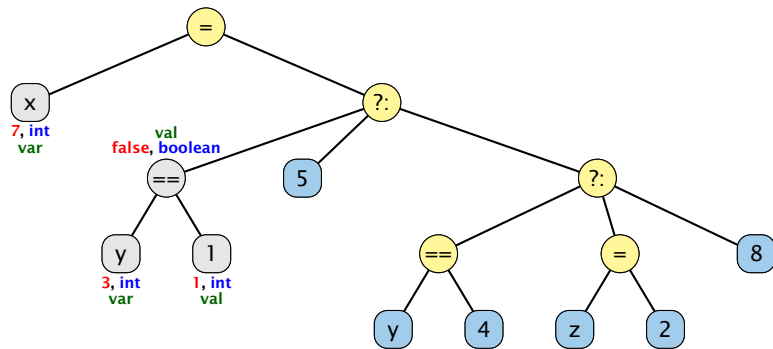 =
x
7, int
var
?:
val
false, boolean
==
5
?:
y
3, int
var
1
1, int
val
==
=
8
y
4
z
2